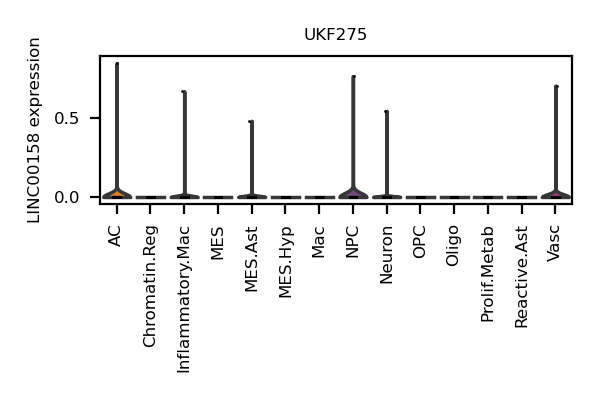 UKF275
LINC00158 expression
0.5
0.0
AC
Chromatin.Reg
Inflammatory.Mac
MES
MES.Ast
MES.Hyp
Mac
NPC
Neuron
OPC
Oligo
Prolif.Metab
Reactive.Ast
Vasc